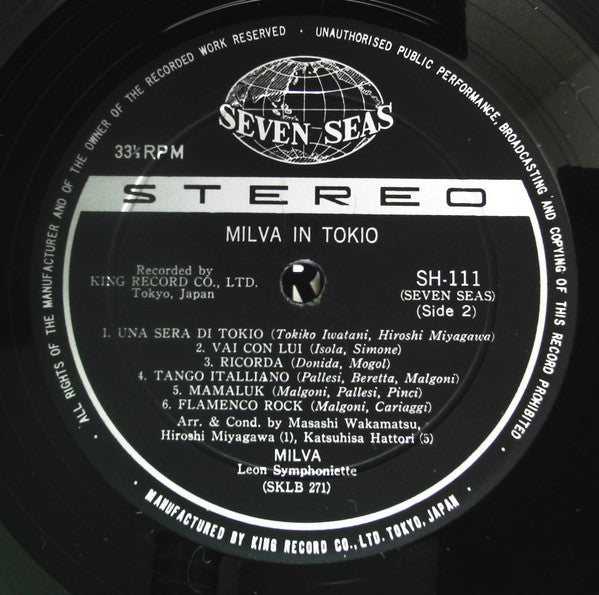 ALL RIGHTS OF THE MANUFACTURER AND OF THE OWNER OF THE RECORDED WORK RESERVED · UNAUTHORISED PUBLIC PERFORMANCE, BROADCASTING AND COPYING OF THIS RECORD PROHIBITED ·
SEVEN SEAS
33⅓ RPM
STEREO
MILVA IN TOKIO
Recorded by
KING RECORD CO., LTD.
Tokyo, Japan
R
SH-111
(SEVEN SEAS)
(Side 2)
1. UNA SERA DI TOKIO (Tokiko Iwatani, Hiroshi Miyagawa)
2. VAI CON LUI (Isola, Simone)
3. RICORDA (Donida, Mogol)
4. TANGO ITALLIANO (Pallesi, Beretta, Malgoni)
5. MAMALUK (Malgoni, Pallesi, Pinci)
6. FLAMENCO ROCK (Malgoni, Cariaggi)
Arr. & Cond. by Masashi Wakamatsu,
Hiroshi Miyagawa (1), Katsuhisa Hattori (5)
MILVA
Leon Symphoniette
(SKLB 271)
· MANUFACTURED BY KING RECORD CO., LTD. TOKYO, JAPAN ·